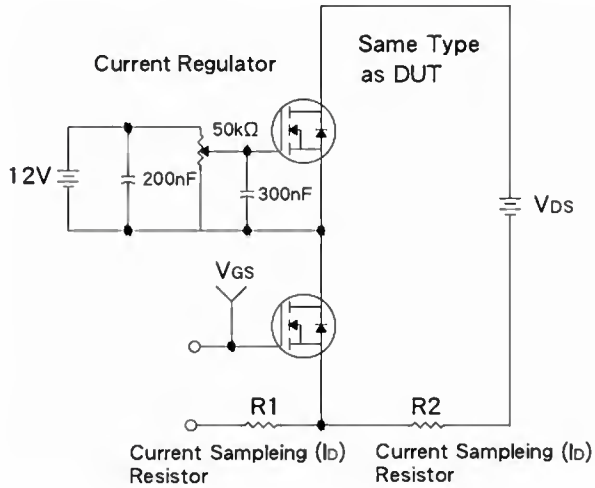 Same Type
as DUT
Current Regulator
50kΩ
12V
200nF
300nF
VDS
VGS
R1
R2
Current Sampleing (ID)
Resistor
Current Sampleing (ID)
Resistor